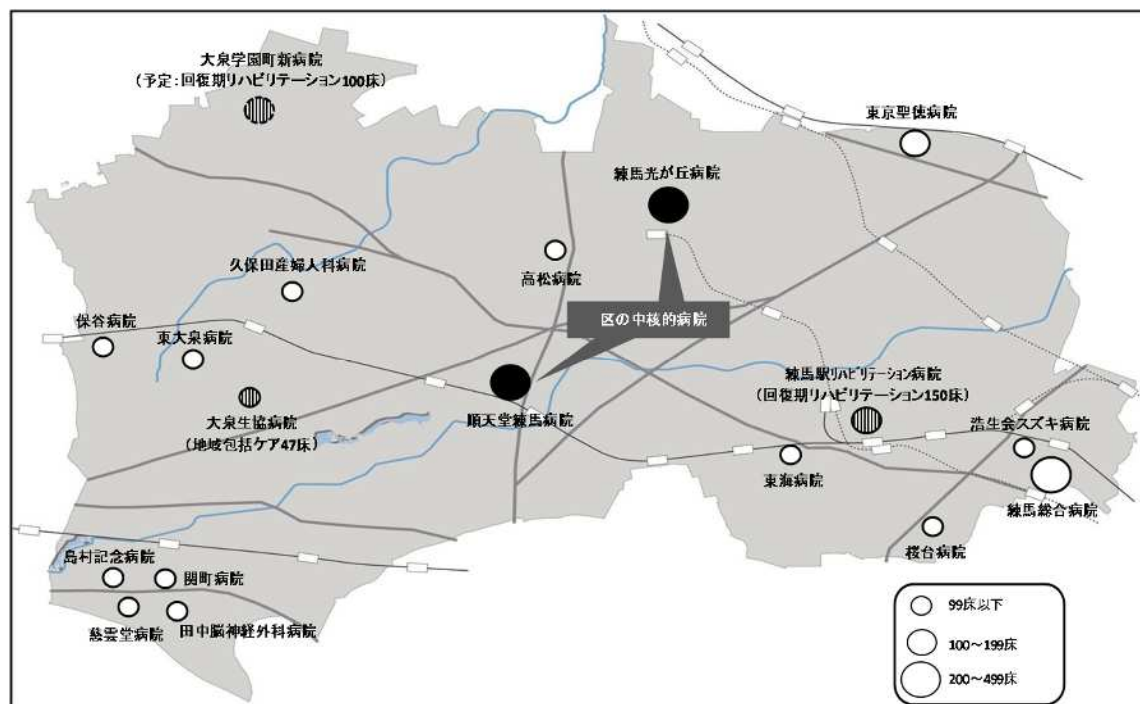 大泉学園町新病院
（予定：回復期リハビリテーション100床）
東京聖徳病院
練馬光が丘病院
久保田産婦人科病院
高松病院
区の中核的病院
保谷病院
東大泉病院
練馬駅リハビリテーション病院
（回復期リハビリテーション150床）
大泉生協病院
（地域包括ケア47床）
順天堂練馬病院
浩生会スズキ病院
東海病院
練馬総合病院
桜台病院
島村記念病院
関町病院
慈雲堂病院
田中脳神経外科病院
99床以下
100～199床
200～499床